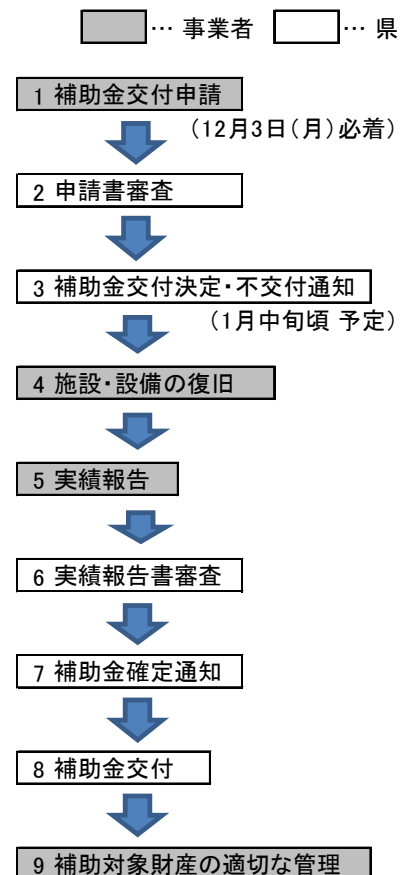 … 事業者 … 県
1 補助金交付申請
（12月3日（月）必着）
2 申請書審査
3 補助金交付決定・不交付通知
（1月中旬頃 予定）
4 施設・設備の復旧
5 実績報告
6 実績報告書審査
7 補助金確定通知
8 補助金交付
9 補助対象財産の適切な管理